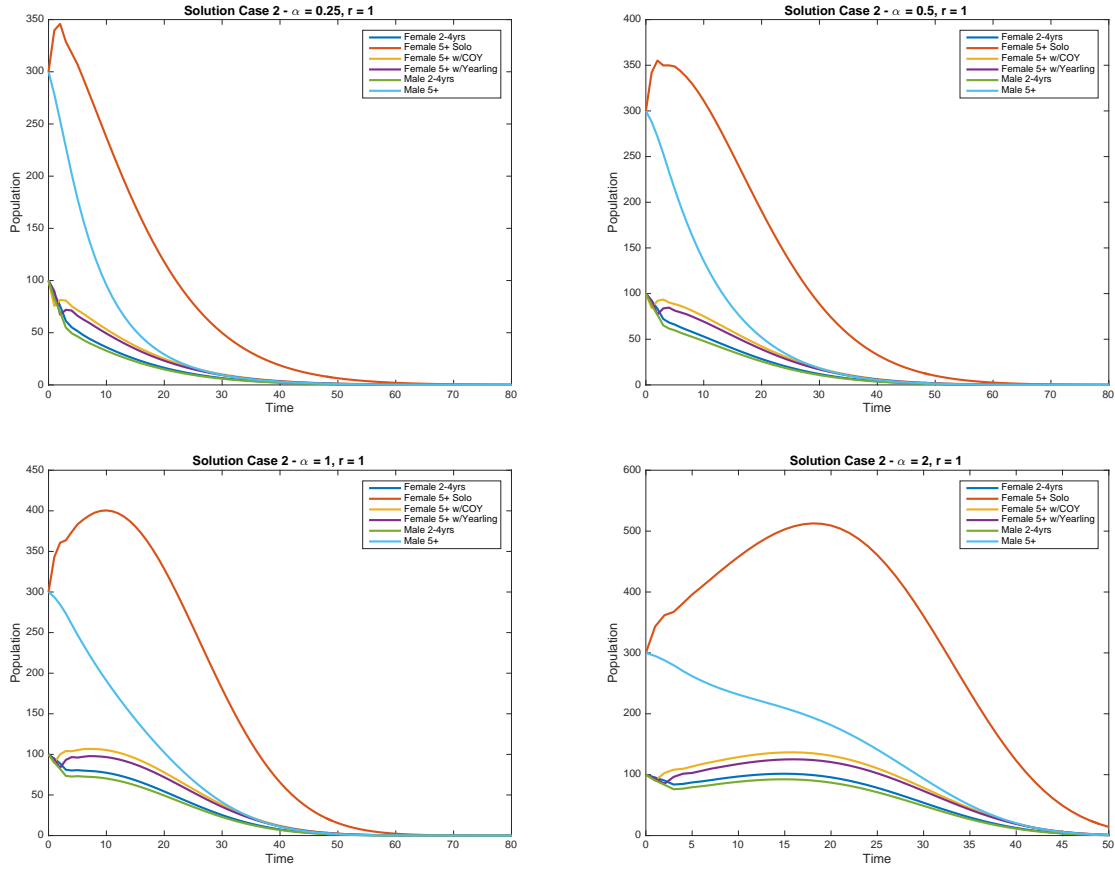 Solution Case 2 - α = 0.25, r = 1
350
300
250
200
150
100
50
0
Population
Female 2-4yrs
Female 5+ Solo
Female 5+ w/COY
Female 5+ w/Yearling
Male 2-4yrs
Male 5+
0 10 20 30 40 50 60 70 80
Time
Solution Case 2 - α = 0.5, r = 1
400
350
300
250
200
150
100
50
0
Population
Female 2-4yrs
Female 5+ Solo
Female 5+ w/COY
Female 5+ w/Yearling
Male 2-4yrs
Male 5+
0 10 20 30 40 50 60 70 80
Time
Solution Case 2 - α = 1, r = 1
450
400
350
300
250
200
150
100
50
0
Population
Female 2-4yrs
Female 5+ Solo
Female 5+ w/COY
Female 5+ w/Yearling
Male 2-4yrs
Male 5+
0 10 20 30 40 50 60 70 80
Time
Solution Case 2 - α = 2, r = 1
600
500
400
300
200
100
0
Population
Female 2-4yrs
Female 5+ Solo
Female 5+ w/COY
Female 5+ w/Yearling
Male 2-4yrs
Male 5+
0 5 10 15 20 25 30 35 40 45 50
Time